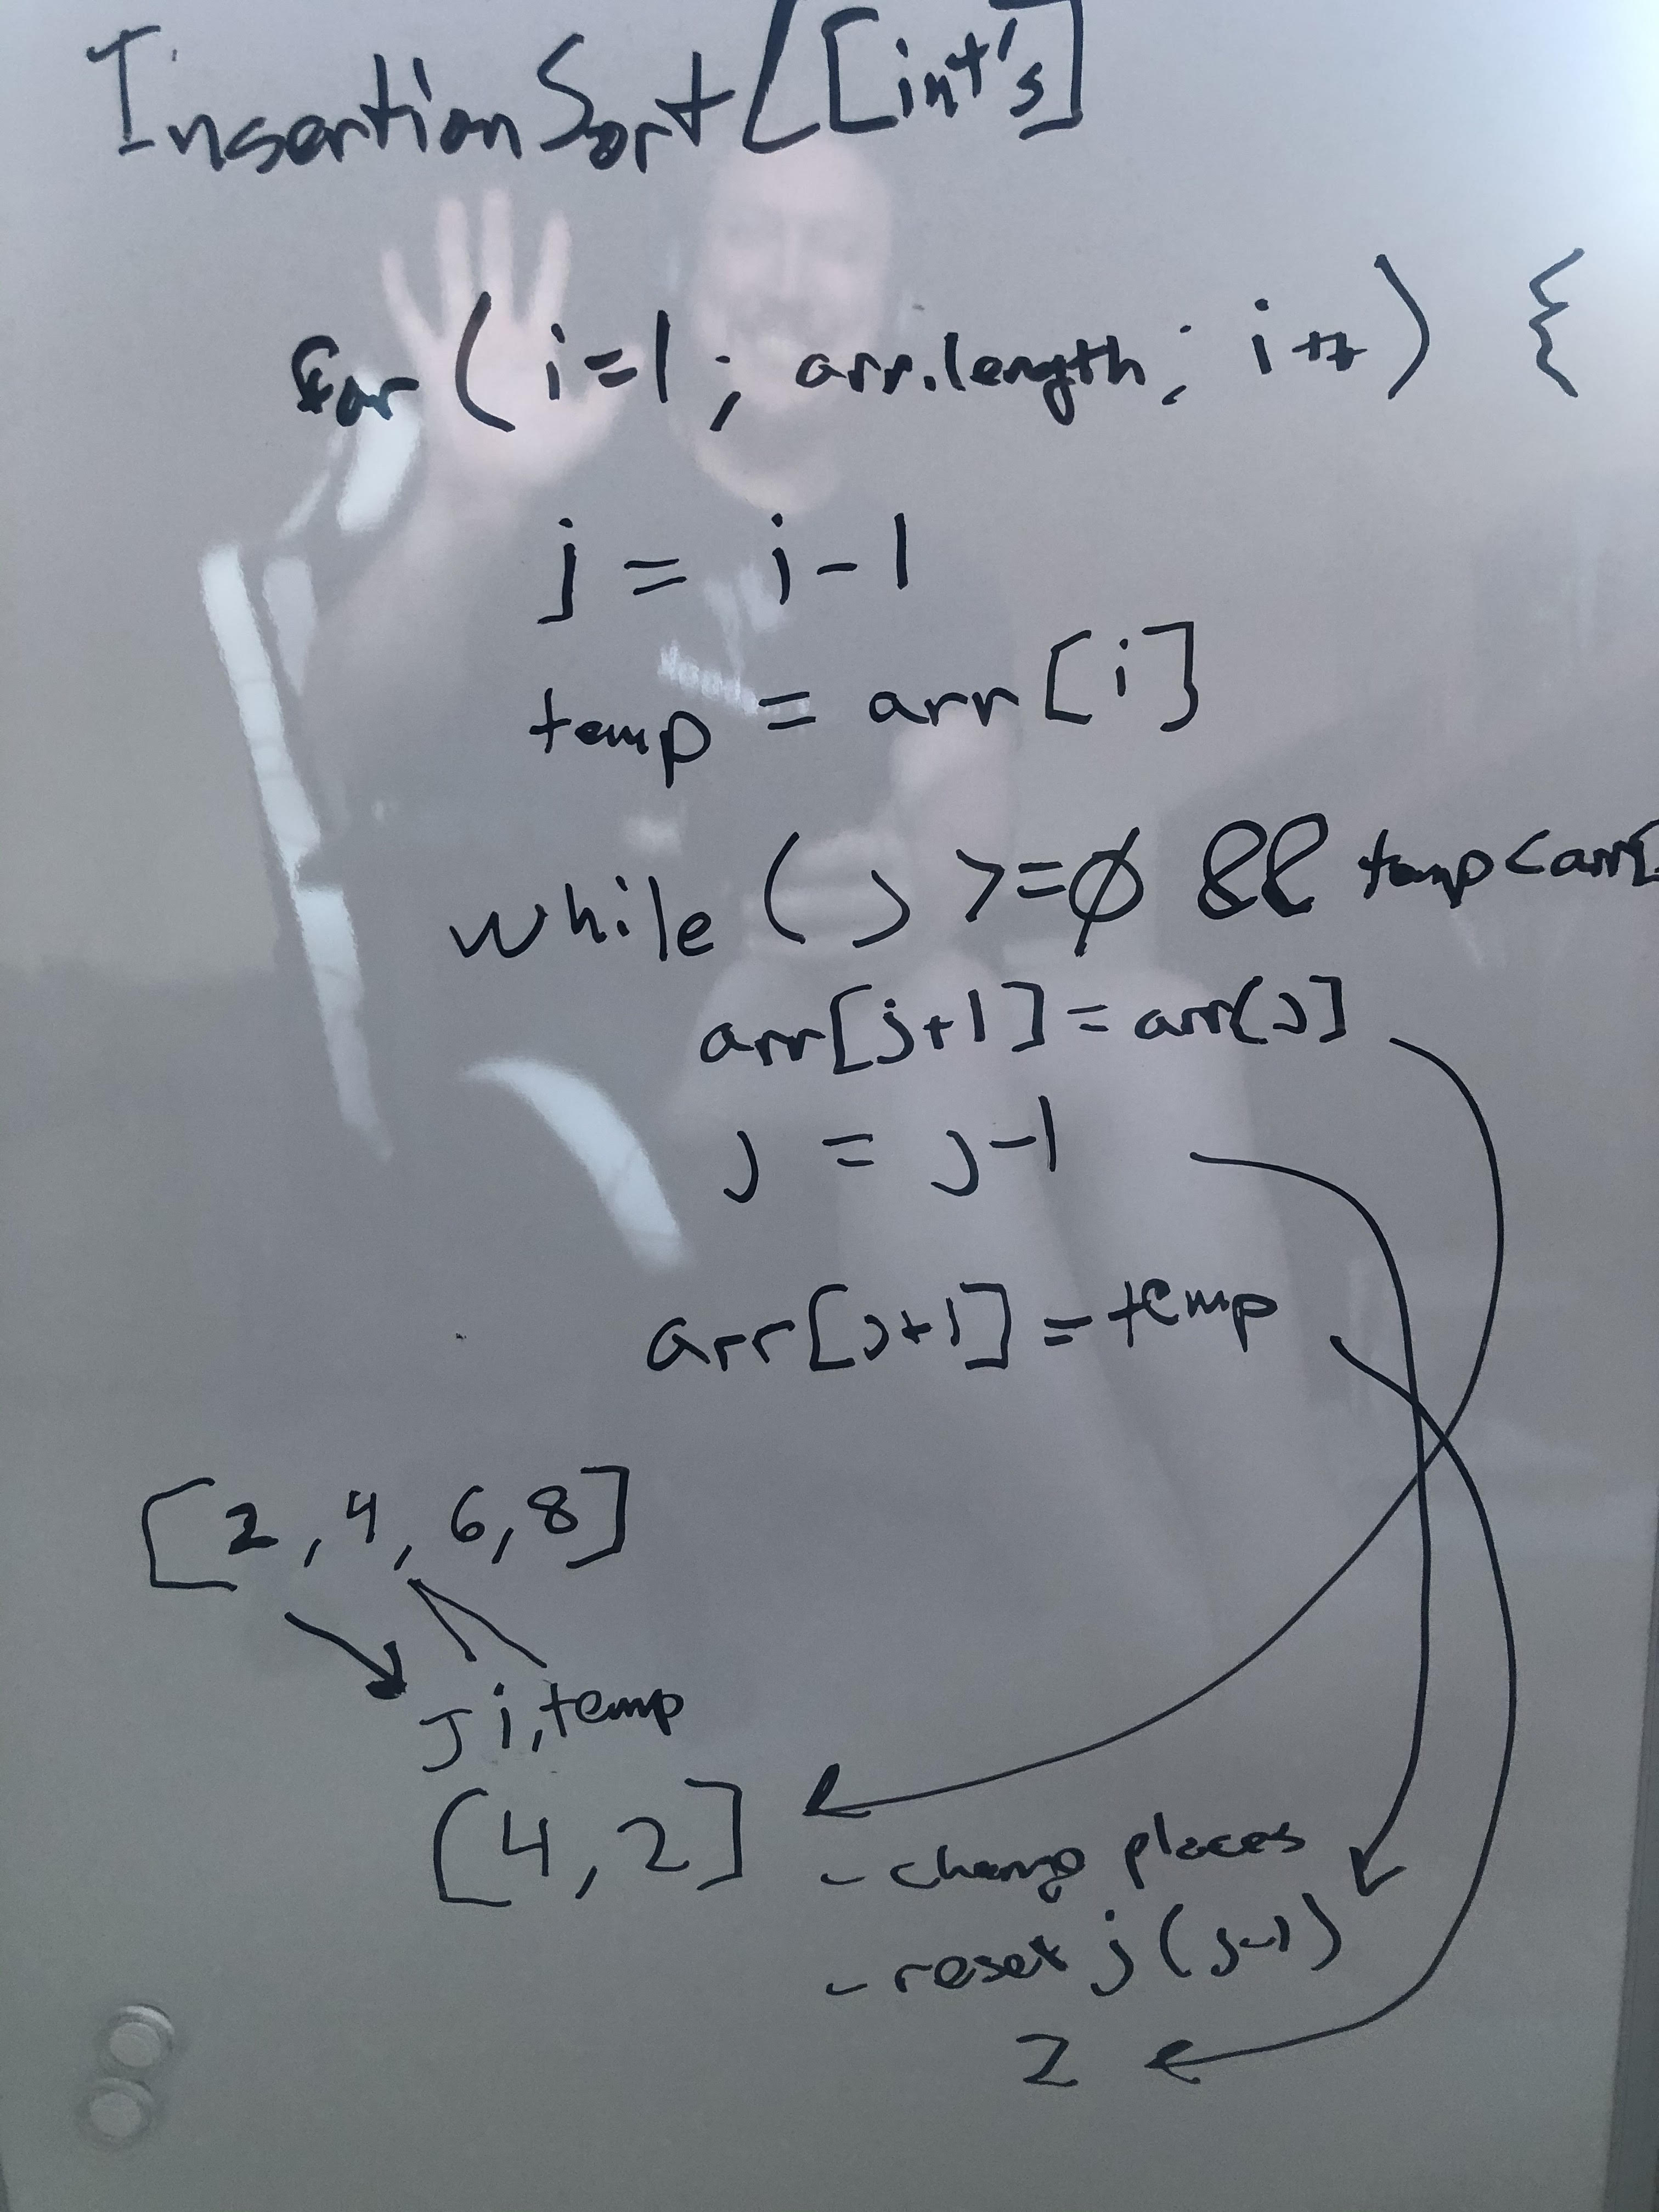 InsertionSort[[int's]
for(i=1; arr.length; i++) {
j = i-1
temp = arr[i]
while (j >=0 && temp<arr[
arr[j+1]=arr[j]
j = j-1
arr[j+1]=temp
[2,4,6,8]
J i,temp
[4,2]
-change places
-reset j(j-1)
2